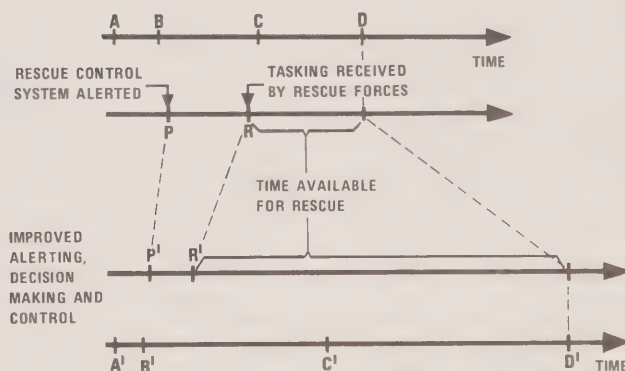 A B C D
TIME
RESCUE CONTROL
SYSTEM ALERTED
TASKING RECEIVED
BY RESCUE FORCES
P R
TIME AVAILABLE
FOR RESCUE
IMPROVED
ALERTING,
DECISION
MAKING AND
CONTROL
P' R'
A' B' C' D' TIME